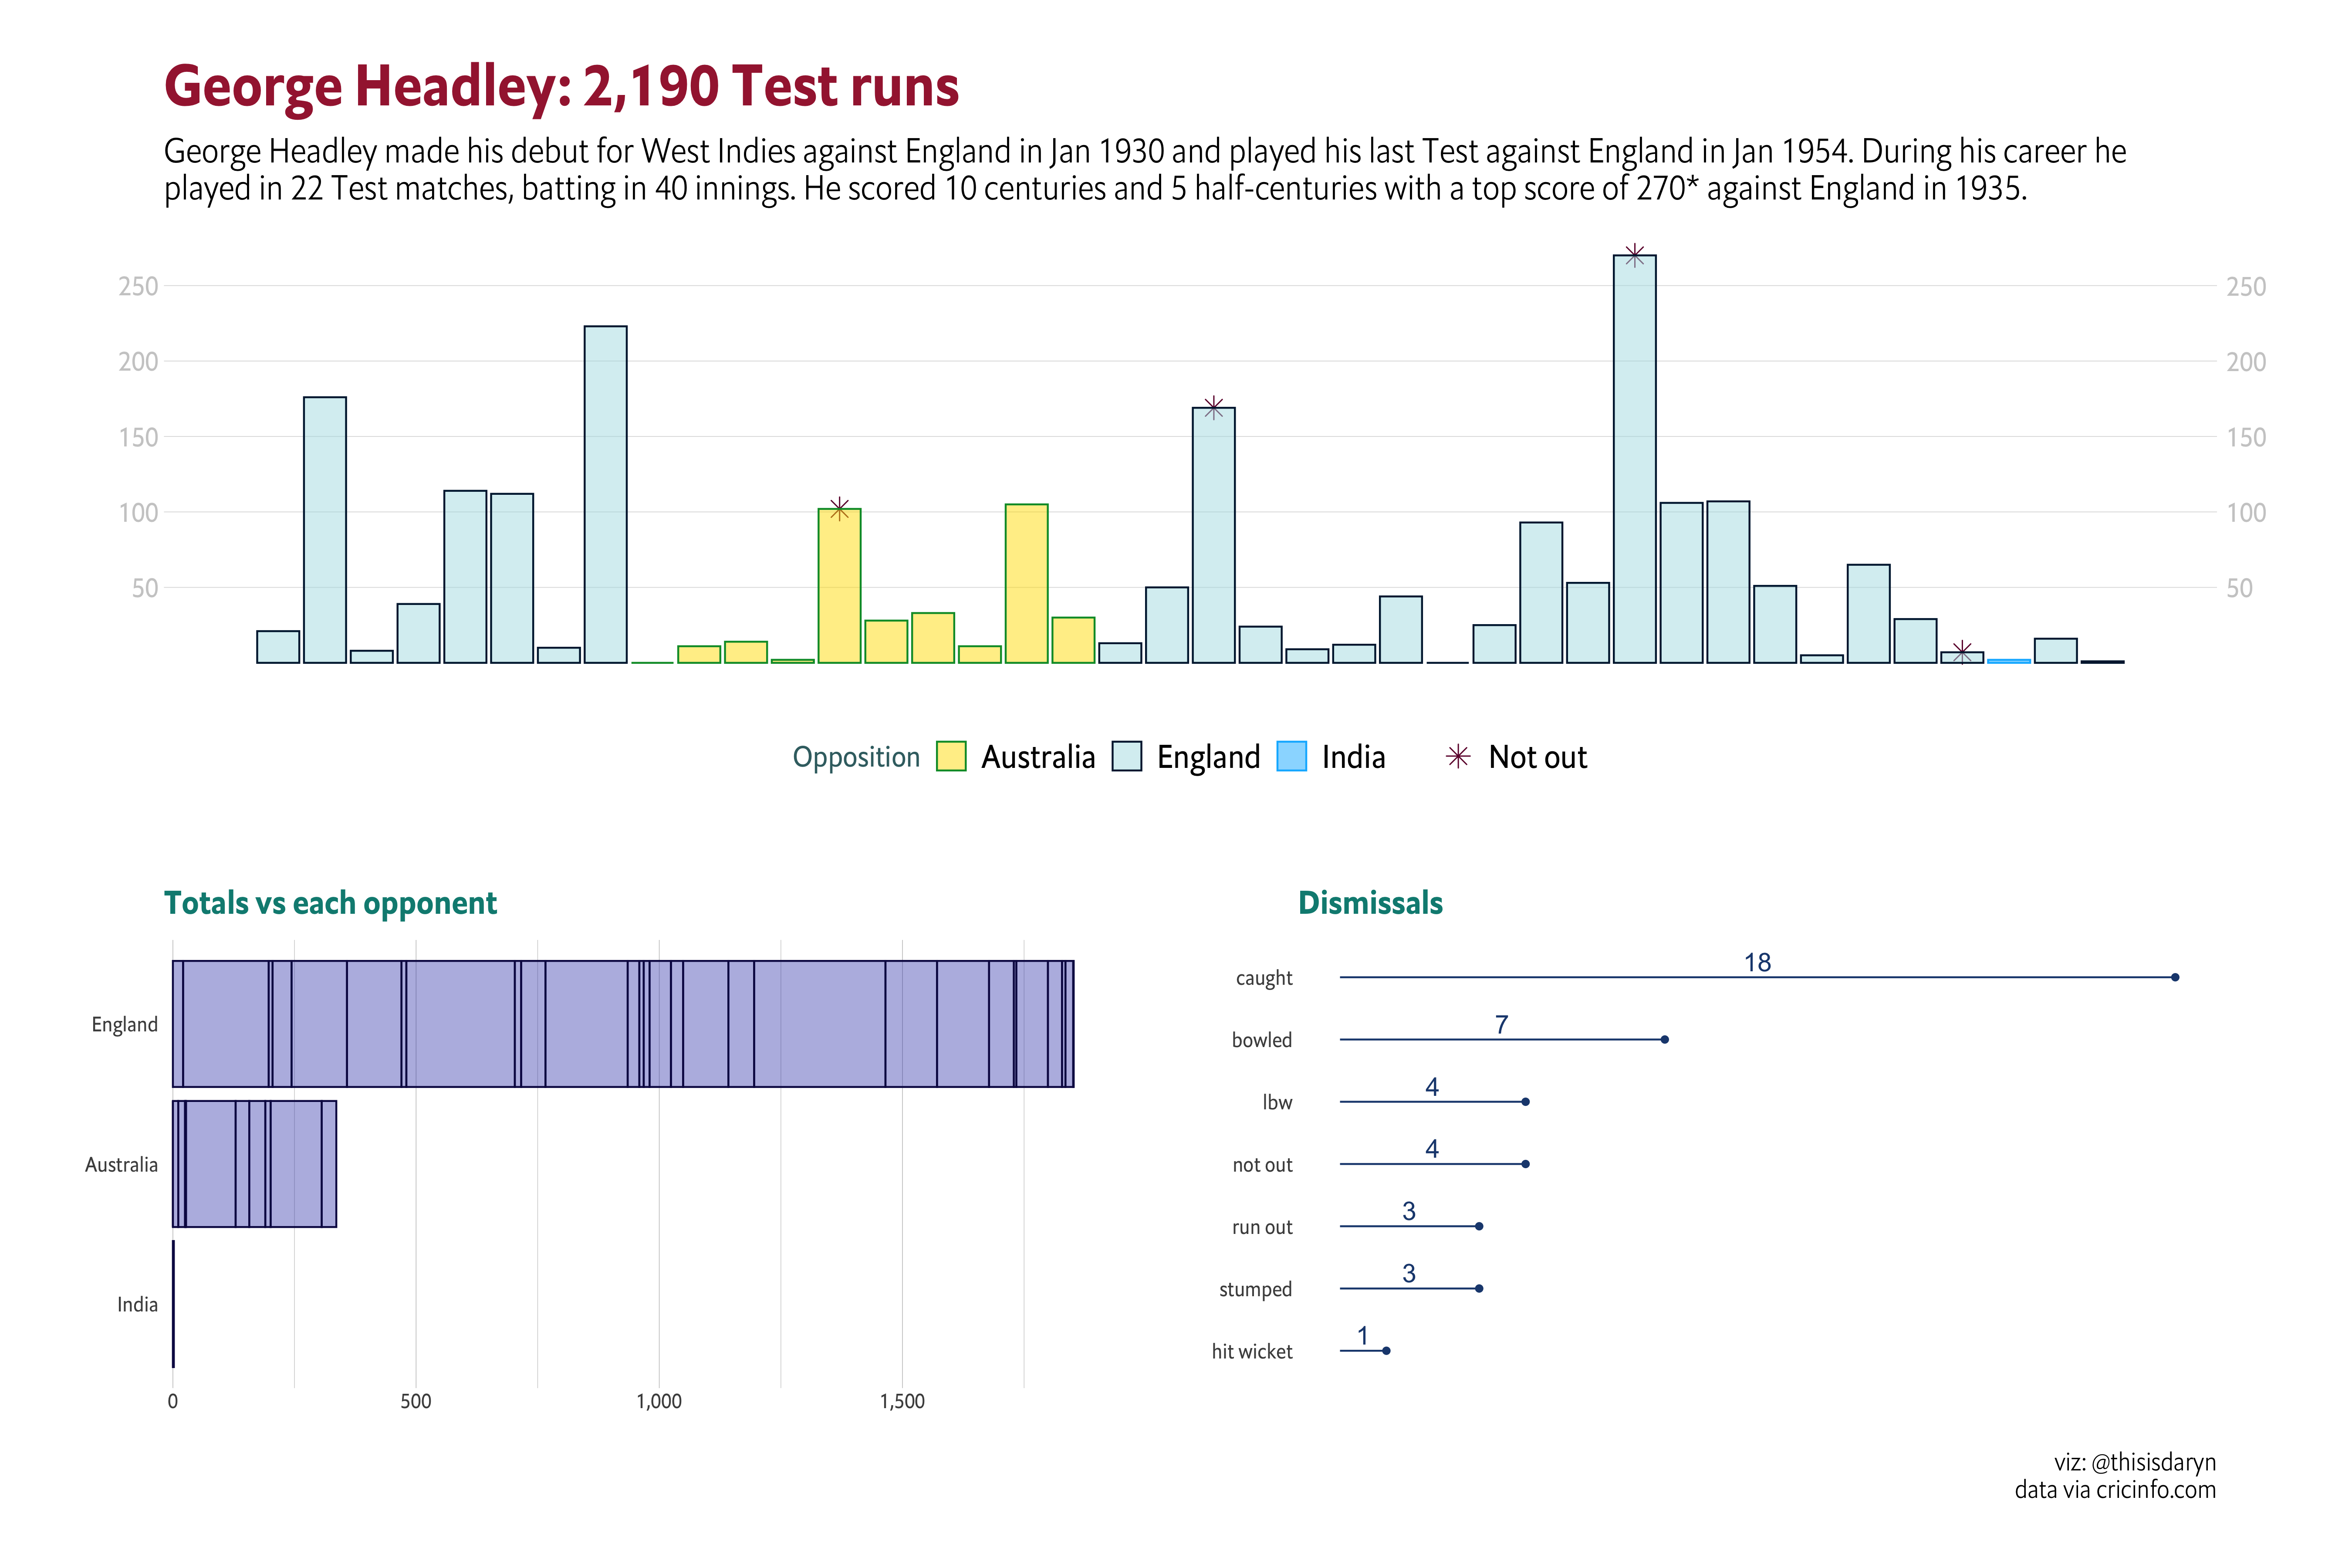 George Headley: 2,190 Test runs
George Headley made his debut for West Indies against England in Jan 1930 and played his last Test against England in Jan 1954. During his career he
played in 22 Test matches, batting in 40 innings. He scored 10 centuries and 5 half-centuries with a top score of 270* against England in 1935.
250 250
200 200
150 150
100 100
50 50
Opposition Australia England India Not out
Totals vs each opponent
England
Australia
India
0 500 1,000 1,500
Dismissals
caught 18
bowled 7
lbw 4
not out 4
run out 3
stumped 3
hit wicket 1
viz: @thisisdaryn
data via cricinfo.com